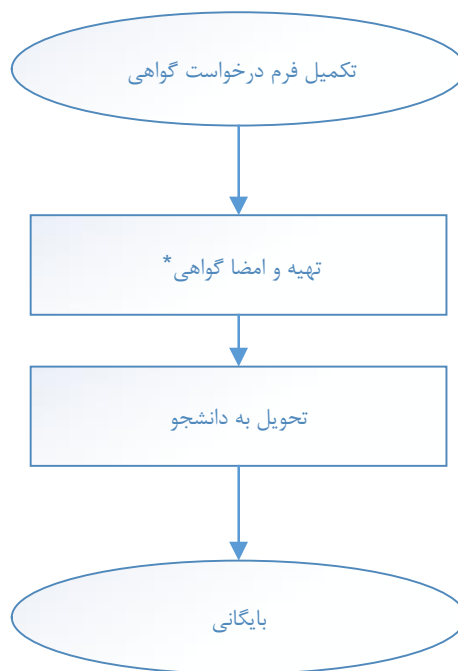 تکمیل فرم درخواست گواهی
تهیه و امضا گواهی*
تحویل به دانشجو
بایگانی